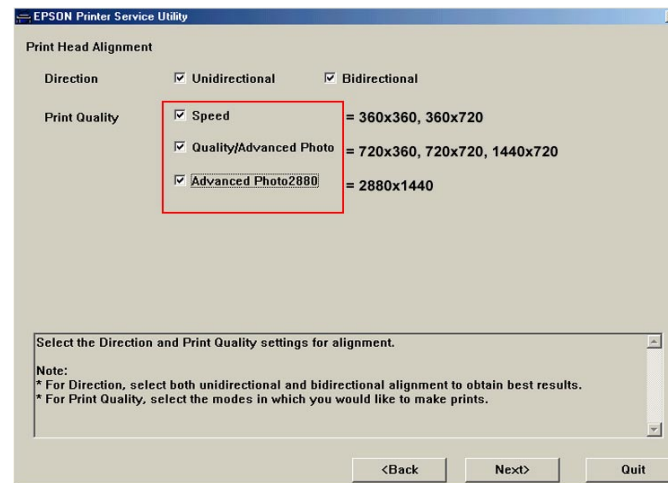 EPSON Printer Service Utility
Print Head Alignment
Direction Unidirectional Bidirectional
Print Quality Speed = 360x360, 360x720
Quality/Advanced Photo = 720x360, 720x720, 1440x720
Advanced Photo2880 = 2880x1440
Select the Direction and Print Quality settings for alignment.
Note:
* For Direction, select both unidirectional and bidirectional alignment to obtain best results.
* For Print Quality, select the modes in which you would like to make prints.
<Back Next> Quit